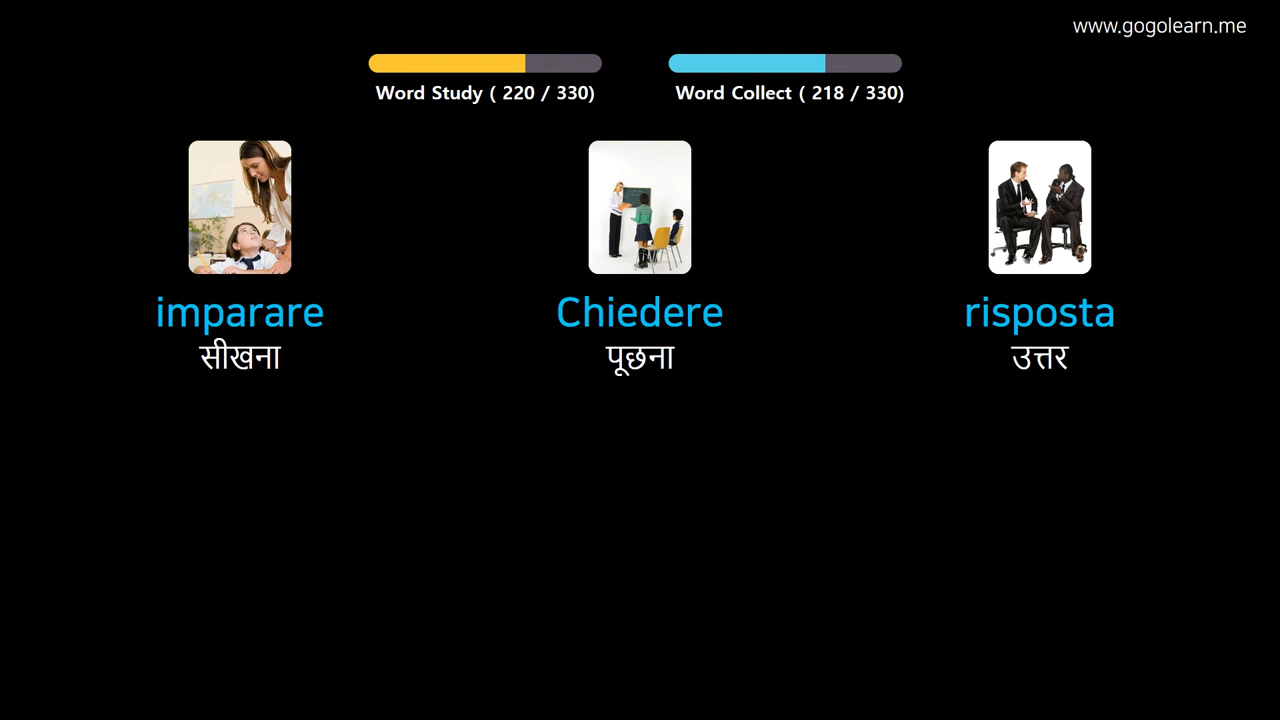 www.gogolearn.me
Word Study ( 220 / 330)
Word Collect ( 218 / 330)
imparare
Chiedere
risposta
सीखना
पूछना
उत्तर